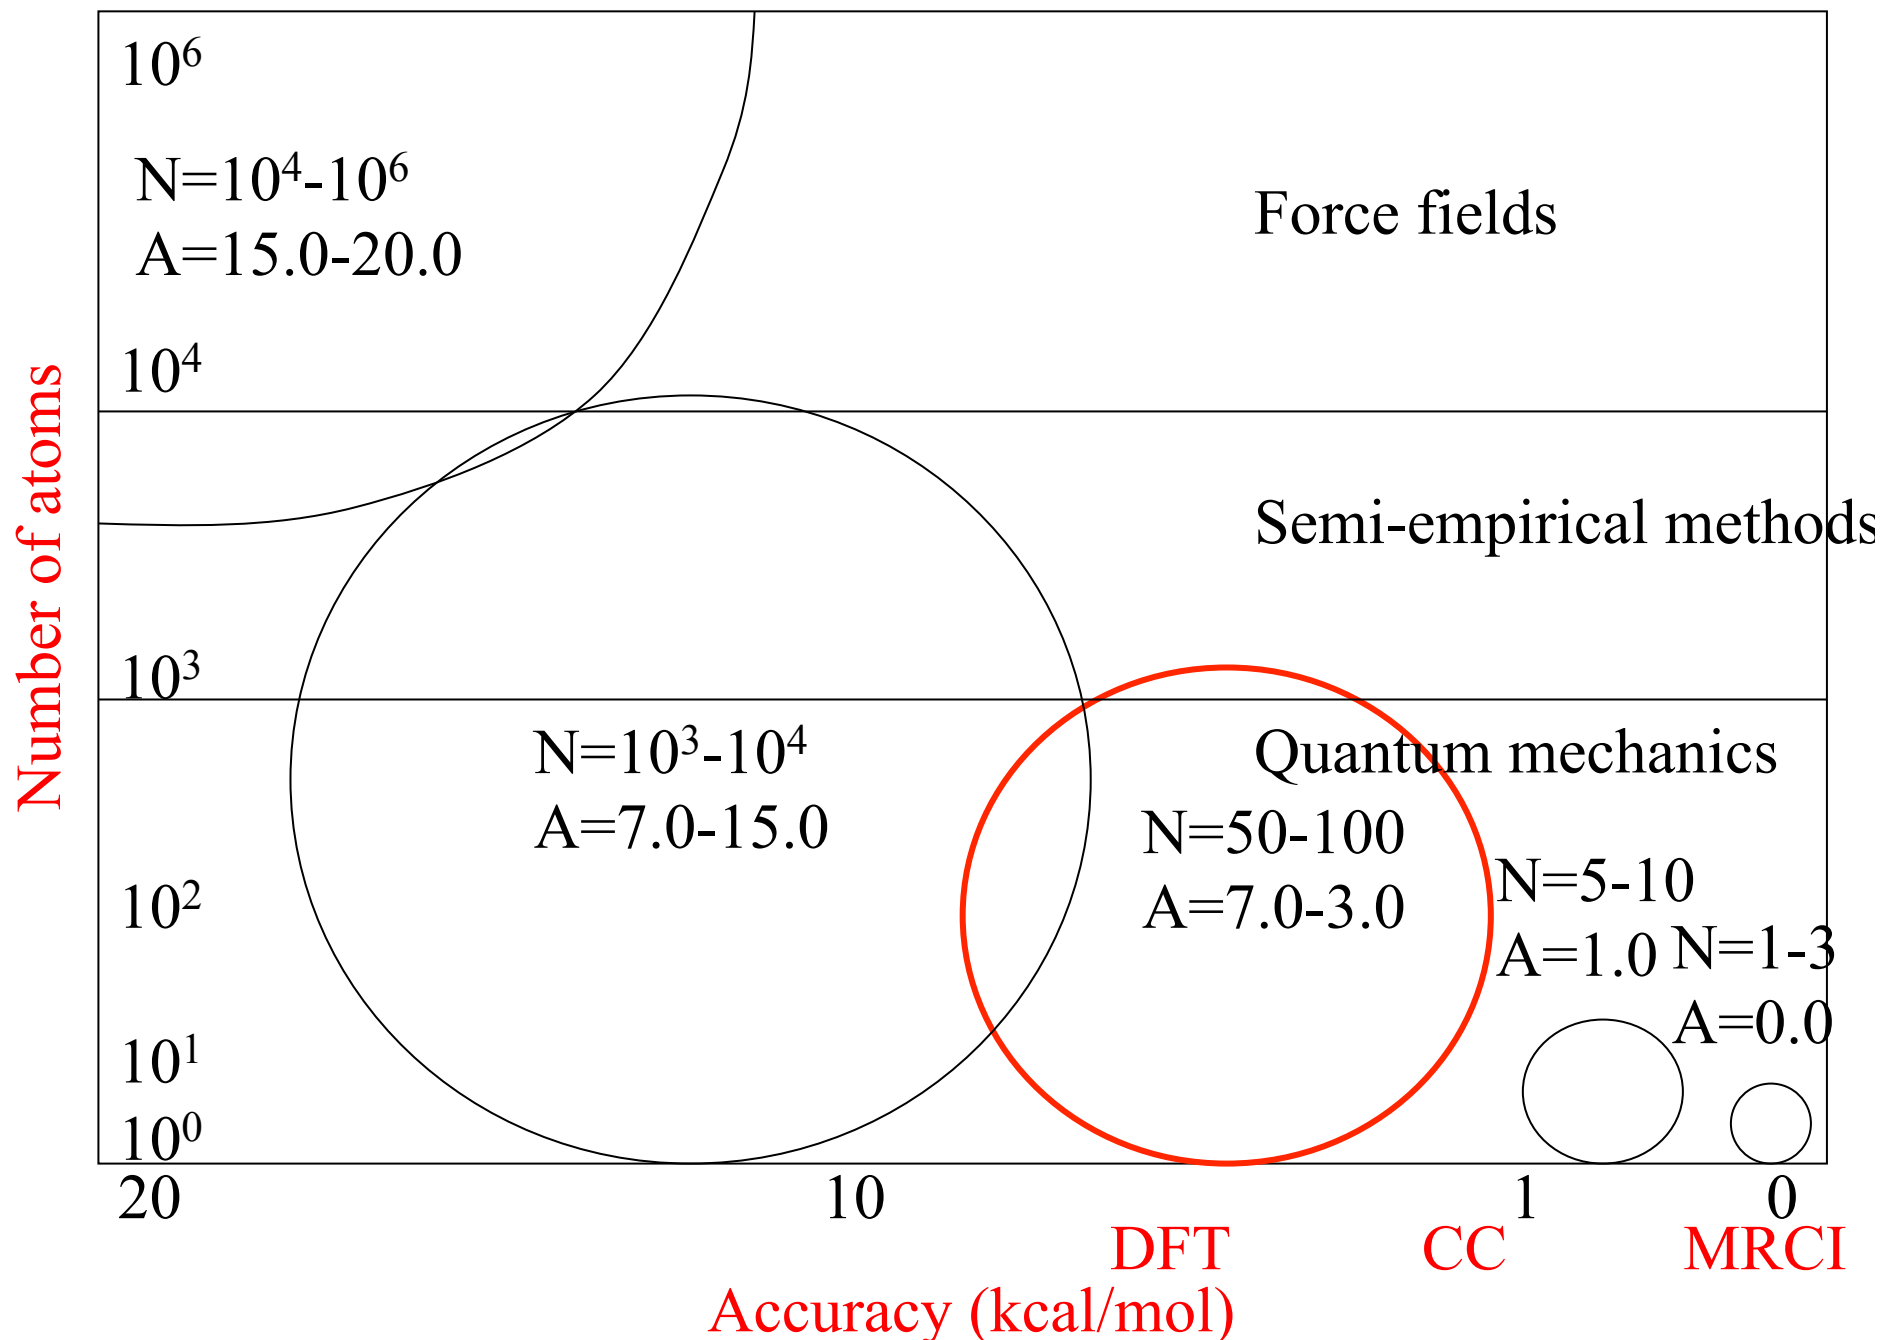 10⁶
N=10⁴-10⁶
A=15.0-20.0
Force fields
10⁴
Number of atoms
Semi-empirical methods
10³
N=10³-10⁴
A=7.0-15.0
Quantum mechanics
N=50-100
A=7.0-3.0
N=5-10
A=1.0
N=1-3
A=0.0
10²
10¹
10⁰
20
10
1
0
DFT
CC
MRCI
Accuracy (kcal/mol)